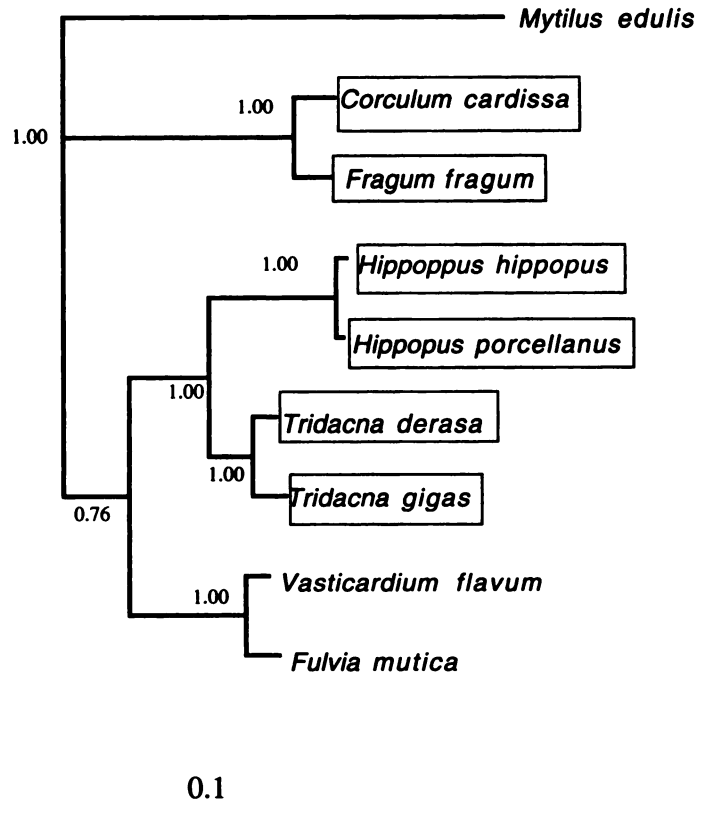 Mytilus edulis
1.00
Corculum cardissa
1.00
Fragum fragum
1.00
Hippoppus hippopus
Hippopus porcellanus
1.00
Tridacna derasa
1.00
Tridacna gigas
0.76
Vasticardium flavum
1.00
Fulvia mutica
0.1